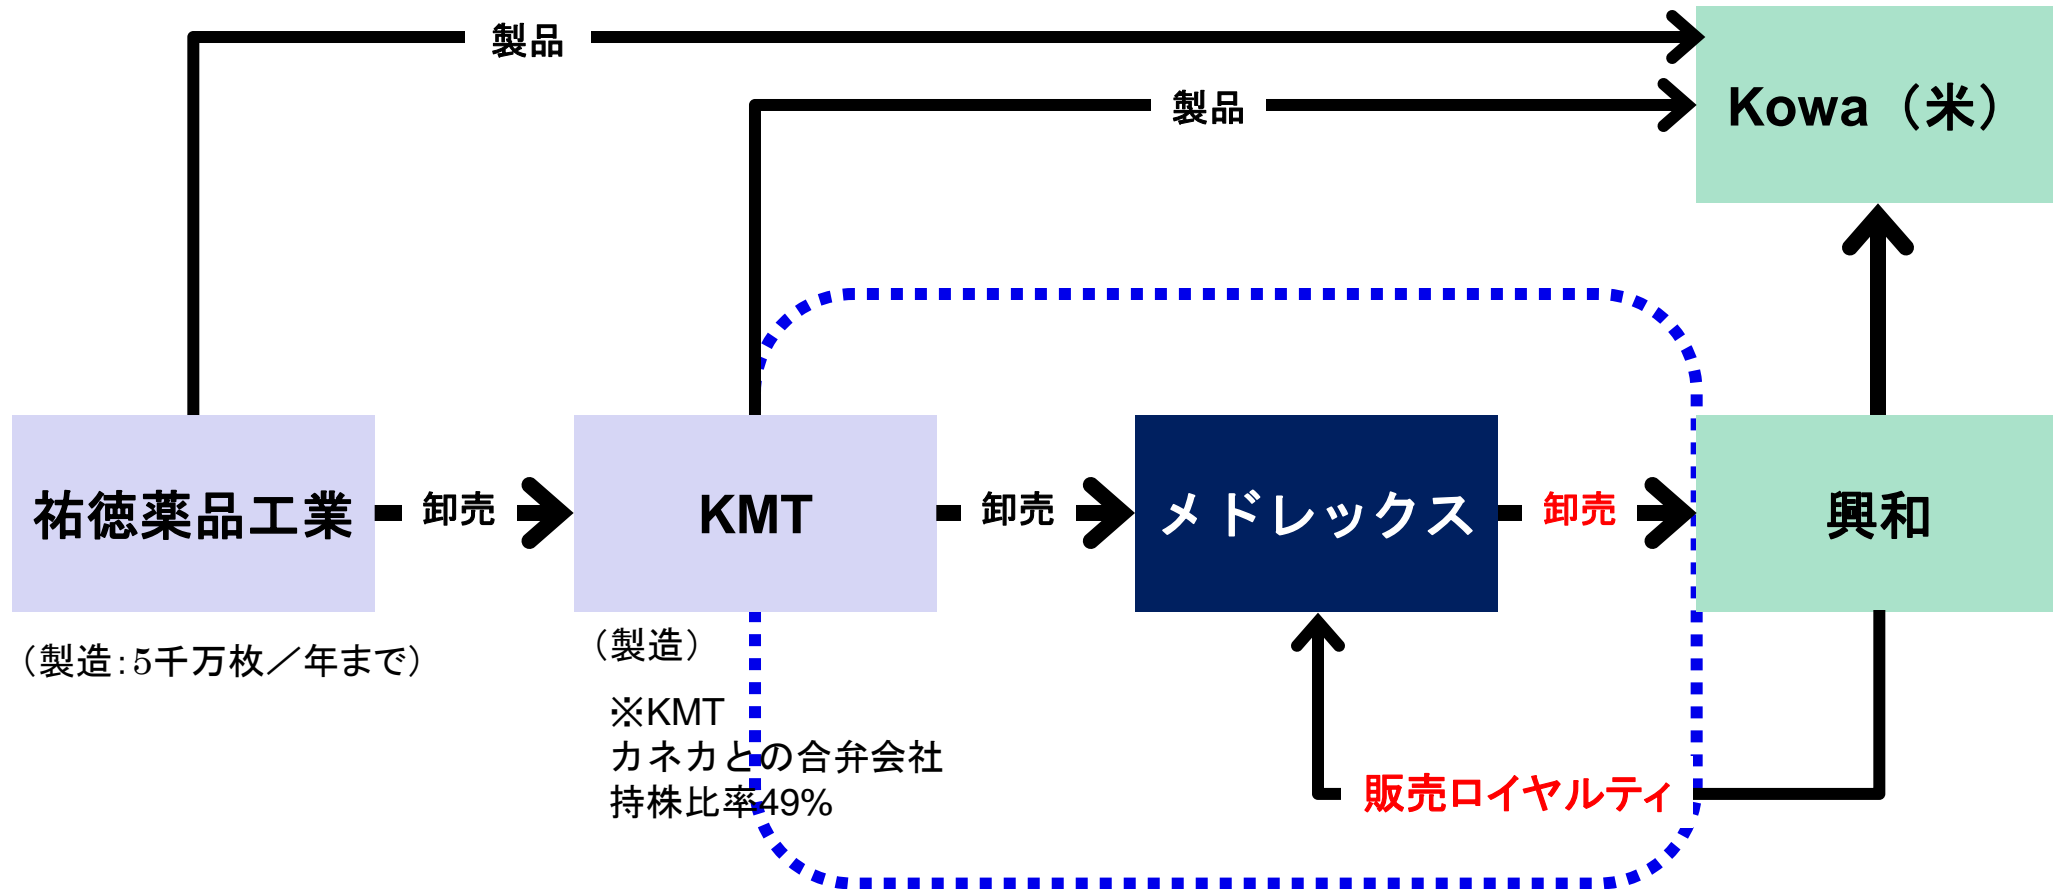 製品
製品
Kowa（米）
祐徳薬品工業
卸売
KMT
卸売
メドレックス
卸売
興和
（製造：5千万枚／年まで）
（製造）
※KMT
カネカとの合弁会社
持株比率49%
販売ロイヤルティ